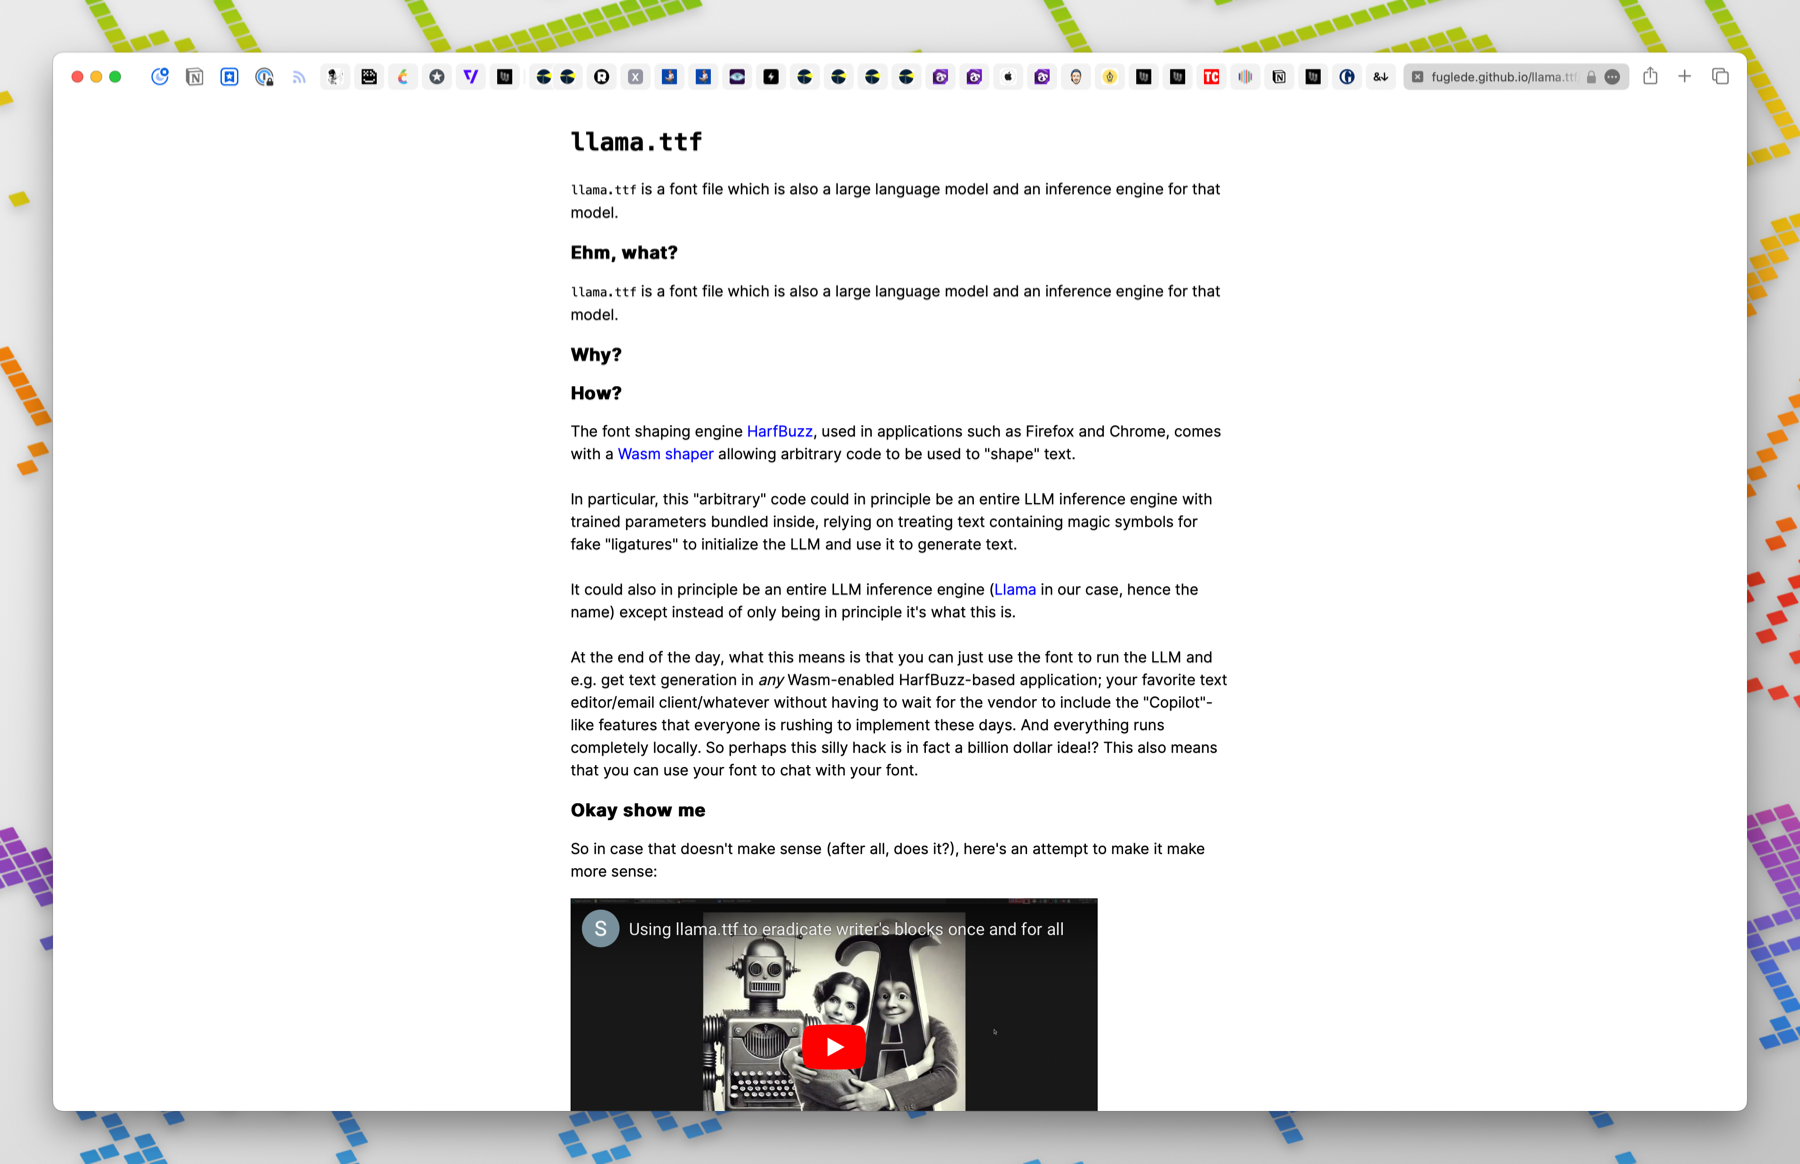 fuglede.github.io/llama.ttf
llama.ttf
llama.ttf is a font file which is also a large language model and an inference engine for that
model.
Ehm, what?
llama.ttf is a font file which is also a large language model and an inference engine for that
model.
Why?
How?
The font shaping engine HarfBuzz, used in applications such as Firefox and Chrome, comes
with a Wasm shaper allowing arbitrary code to be used to "shape" text.
In particular, this "arbitrary" code could in principle be an entire LLM inference engine with
trained parameters bundled inside, relying on treating text containing magic symbols for
fake "ligatures" to initialize the LLM and use it to generate text.
It could also in principle be an entire LLM inference engine (Llama in our case, hence the
name) except instead of only being in principle it's what this is.
At the end of the day, what this means is that you can just use the font to run the LLM and
e.g. get text generation in any Wasm-enabled HarfBuzz-based application; your favorite text
editor/email client/whatever without having to wait for the vendor to include the "Copilot"-
like features that everyone is rushing to implement these days. And everything runs
completely locally. So perhaps this silly hack is in fact a billion dollar idea!? This also means
that you can use your font to chat with your font.
Okay show me
So in case that doesn't make sense (after all, does it?), here's an attempt to make it make
more sense:
S Using llama.ttf to eradicate writer's blocks once and for all